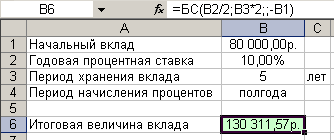 B6 fx =БС(B2/2;B3*2;;-B1)
A B C
1 Начальный вклад 80 000,00р.
2 Годовая процентная ставка 10,00%
3 Период хранения вклада 5 лет
4 Период начисления процентов полгода
5
6 Итоговая величина вклада 130 311,57р.